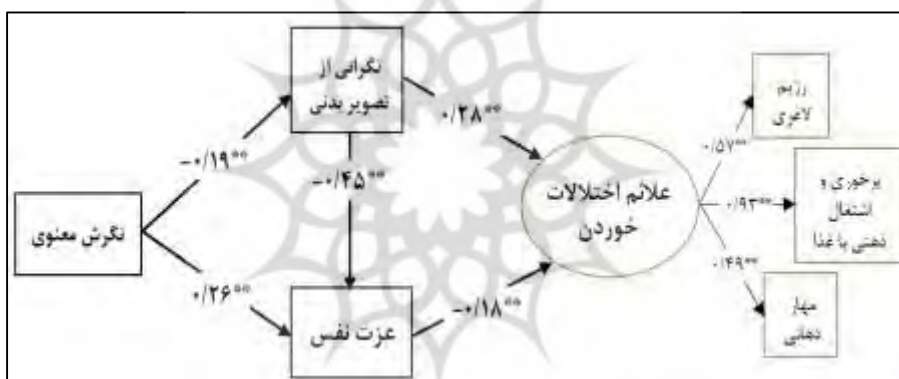 نگرانی از
تصویر بدنی
۰/۲۸**
رژیم
لاغری
-۰/۱۹**
۰/۵۷**
-۰/۴۵**
علائم اختلالات
خوردن
پرخوری و
اشتغال
ذهنی با غذا
۰/۹۳**
نگرش معنوی
۰/۴۹**
۰/۲۶**
-۰/۱۸**
عزت نفس
مهار
دهانی